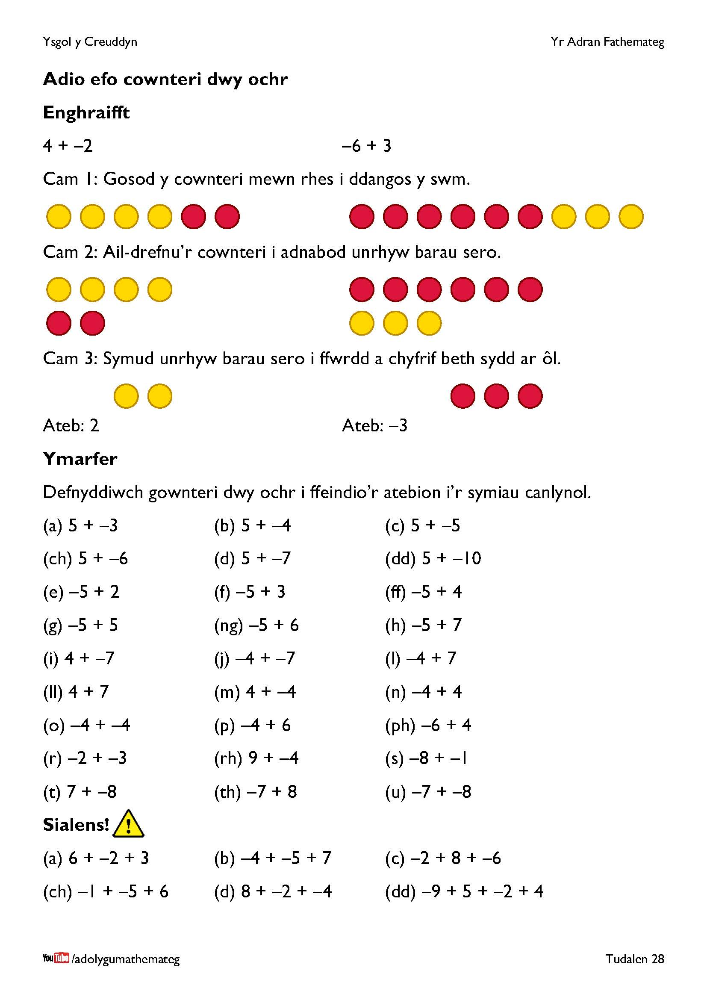 Ysgol y Creuddyn Yr Adran Fathemateg
Adio efo cownteri dwy ochr
Enghraifft
4 + –2 –6 + 3
Cam 1: Gosod y cownteri mewn rhes i ddangos y swm.
Cam 2: Ail-drefnu’r cownteri i adnabod unrhyw barau sero.
Cam 3: Symud unrhyw barau sero i ffwrdd a chyfrif beth sydd ar ôl.
Ateb: 2 Ateb: –3
Ymarfer
Defnyddiwch gownteri dwy ochr i ffeindio’r atebion i’r symiau canlynol.
(a) 5 + –3 (b) 5 + –4 (c) 5 + –5
(ch) 5 + –6 (d) 5 + –7 (dd) 5 + –10
(e) –5 + 2 (f) –5 + 3 (ff) –5 + 4
(g) –5 + 5 (ng) –5 + 6 (h) –5 + 7
(i) 4 + –7 (j) –4 + –7 (l) –4 + 7
(ll) 4 + 7 (m) 4 + –4 (n) –4 + 4
(o) –4 + –4 (p) –4 + 6 (ph) –6 + 4
(r) –2 + –3 (rh) 9 + –4 (s) –8 + –1
(t) 7 + –8 (th) –7 + 8 (u) –7 + –8
Sialens! !
(a) 6 + –2 + 3 (b) –4 + –5 + 7 (c) –2 + 8 + –6
(ch) –1 + –5 + 6 (d) 8 + –2 + –4 (dd) –9 + 5 + –2 + 4
YouTube/adolygumathemateg Tudalen 28